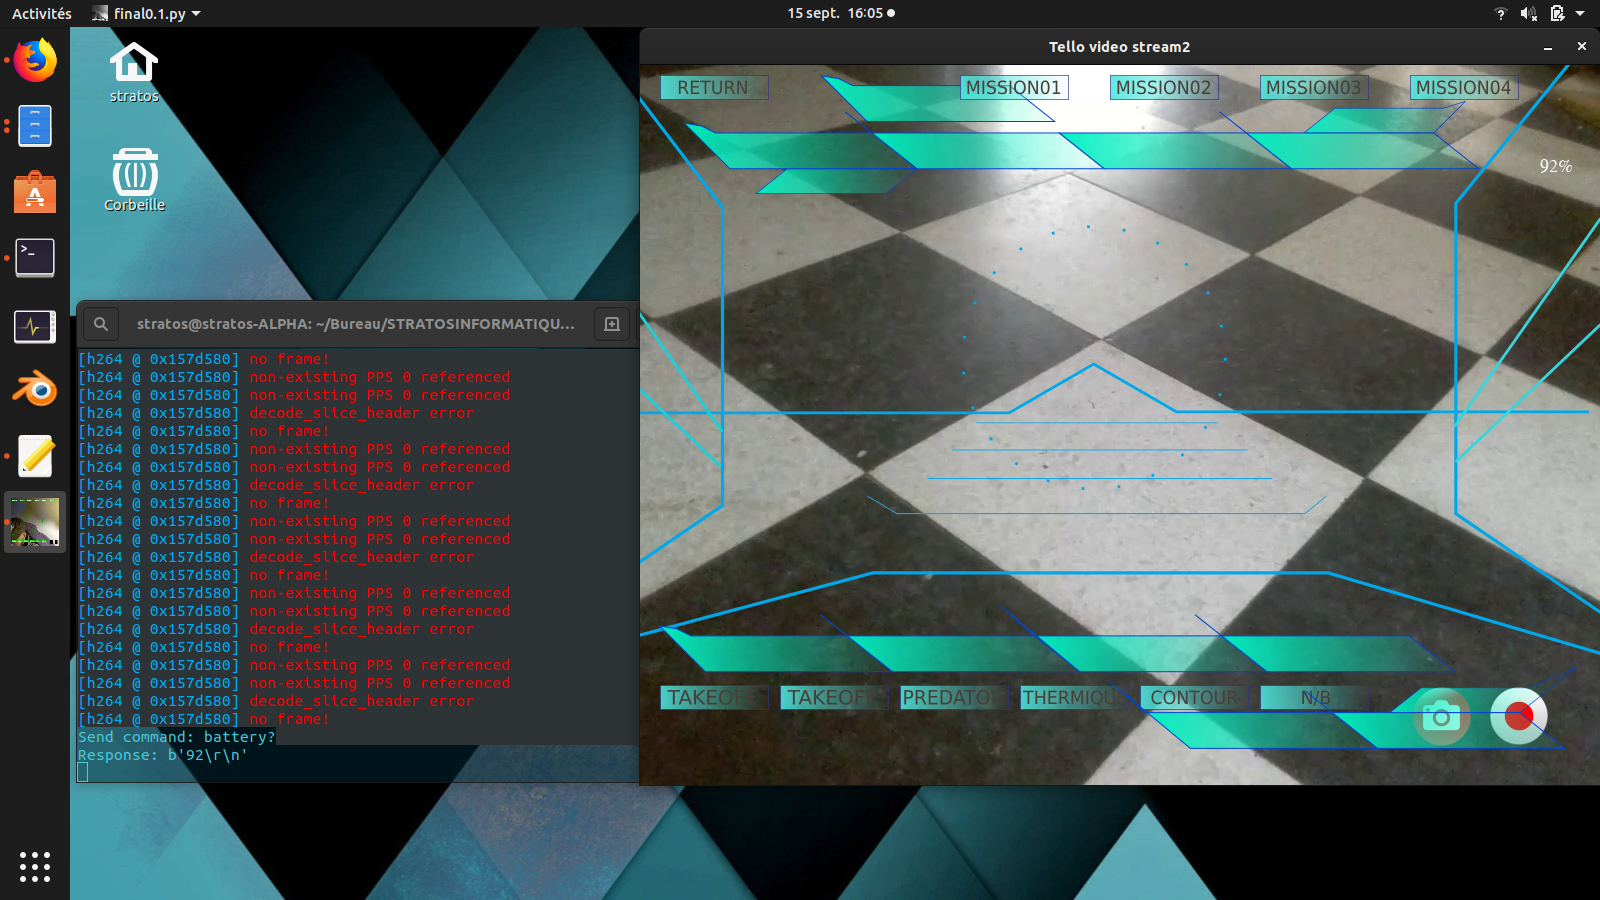 Activités
final0.1.py
15 sept. 16:05
stratos
Corbeille
stratos@stratos-ALPHA: ~/Bureau/STRATOSINFORMATIQU...
[h264 @ 0x157d580] no frame!
[h264 @ 0x157d580] non-existing PPS 0 referenced
[h264 @ 0x157d580] non-existing PPS 0 referenced
[h264 @ 0x157d580] decode_slice_header error
[h264 @ 0x157d580] no frame!
[h264 @ 0x157d580] non-existing PPS 0 referenced
[h264 @ 0x157d580] non-existing PPS 0 referenced
[h264 @ 0x157d580] decode_slice_header error
[h264 @ 0x157d580] no frame!
[h264 @ 0x157d580] non-existing PPS 0 referenced
[h264 @ 0x157d580] non-existing PPS 0 referenced
[h264 @ 0x157d580] decode_slice_header error
[h264 @ 0x157d580] no frame!
[h264 @ 0x157d580] non-existing PPS 0 referenced
[h264 @ 0x157d580] non-existing PPS 0 referenced
[h264 @ 0x157d580] decode_slice_header error
[h264 @ 0x157d580] no frame!
[h264 @ 0x157d580] non-existing PPS 0 referenced
[h264 @ 0x157d580] non-existing PPS 0 referenced
[h264 @ 0x157d580] decode_slice_header error
[h264 @ 0x157d580] no frame!
Send command: battery?
Response: b'92\r\n'
Tello video stream2
RETURN MISSION01 MISSION02 MISSION03 MISSION04
92%
TAKEOFF TAKEOFF PREDATOR THERMIQUE CONTOUR N/B